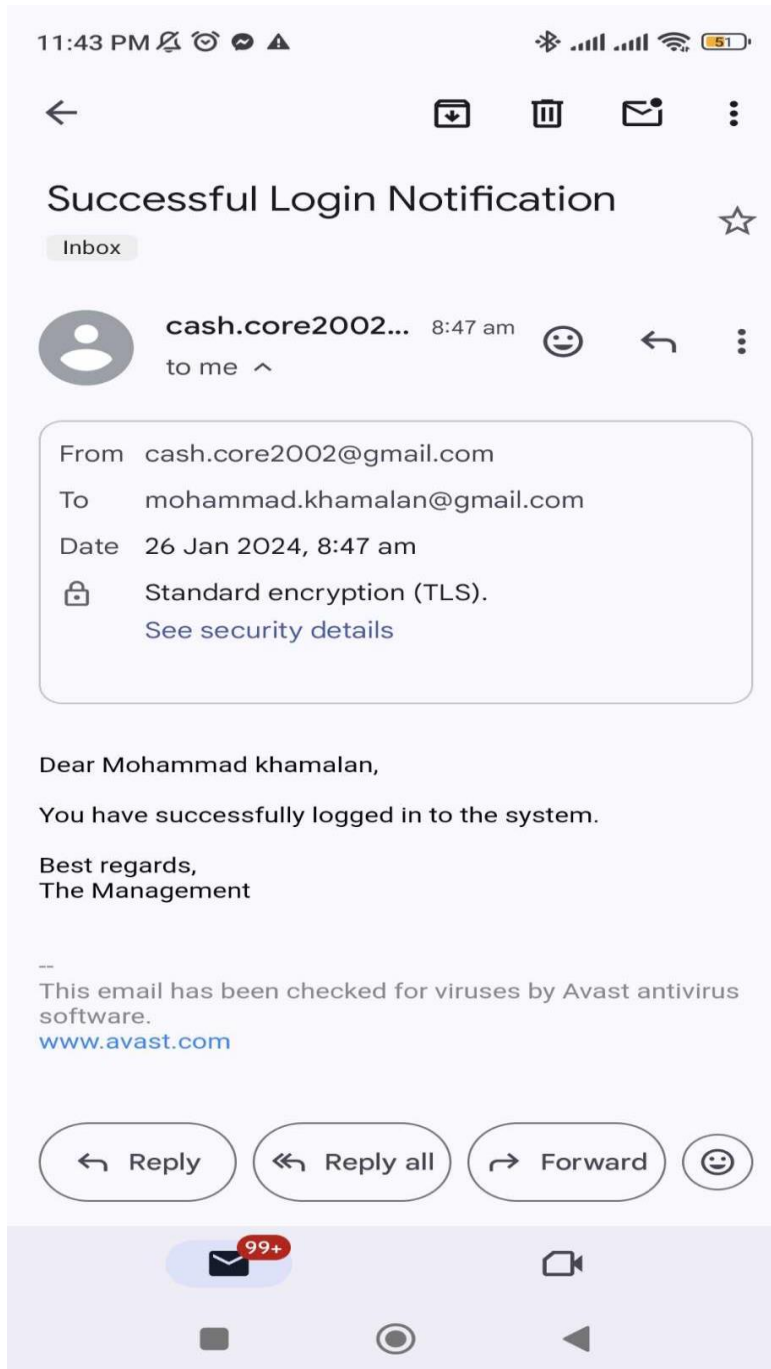 11:43 PM
51
Successful Login Notification
Inbox
cash.core2002... 8:47 am
to me
From cash.core2002@gmail.com
To mohammad.khamalan@gmail.com
Date 26 Jan 2024, 8:47 am
Standard encryption (TLS).
See security details
Dear Mohammad khamalan,
You have successfully logged in to the system.
Best regards,
The Management
--
This email has been checked for viruses by Avast antivirus
software.
www.avast.com
Reply Reply all Forward
99+